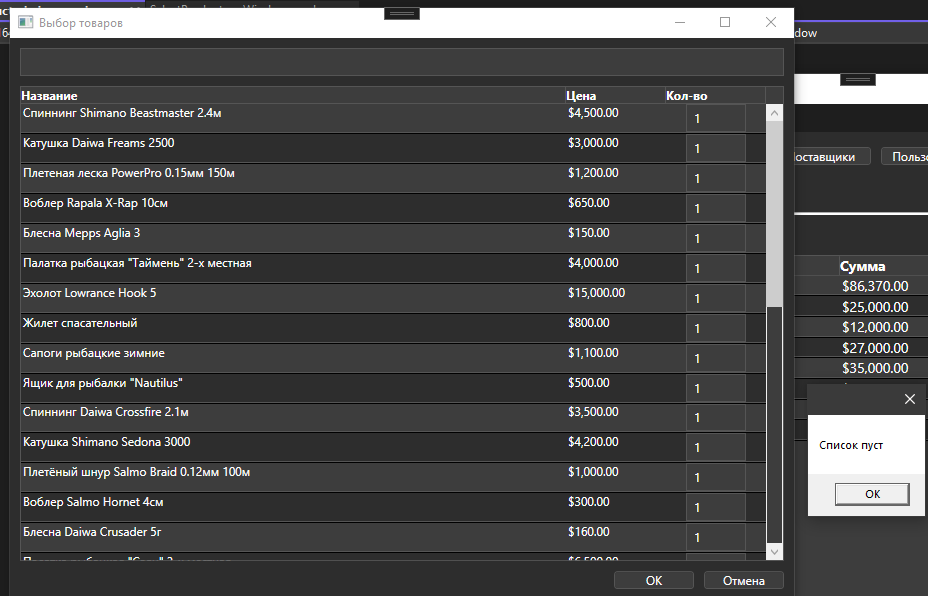 Выбор товаров
dow
Название Цена Кол-во
Спиннинг Shimano Beastmaster 2.4м $4,500.00 1
Катушка Daiwa Freams 2500 $3,000.00 1
Плетеная леска PowerPro 0.15мм 150м $1,200.00 1
Воблер Rapala X-Rap 10см $650.00 1
Блесна Mepps Aglia 3 $150.00 1
Палатка рыбацкая "Таймень" 2-х местная $4,000.00 1
Эхолот Lowrance Hook 5 $15,000.00 1
Жилет спасательный $800.00 1
Сапоги рыбацкие зимние $1,100.00 1
Ящик для рыбалки "Nautilus" $500.00 1
Спиннинг Daiwa Crossfire 2.1м $3,500.00 1
Катушка Shimano Sedona 3000 $4,200.00 1
Плетёный шнур Salmo Braid 0.12мм 100м $1,000.00 1
Воблер Salmo Hornet 4см $300.00 1
Блесна Daiwa Crusader 5г $160.00 1
ОК Отмена
оставщики Пользо
Сумма
$86,370.00
$25,000.00
$12,000.00
$27,000.00
$35,000.00
Список пуст
OK